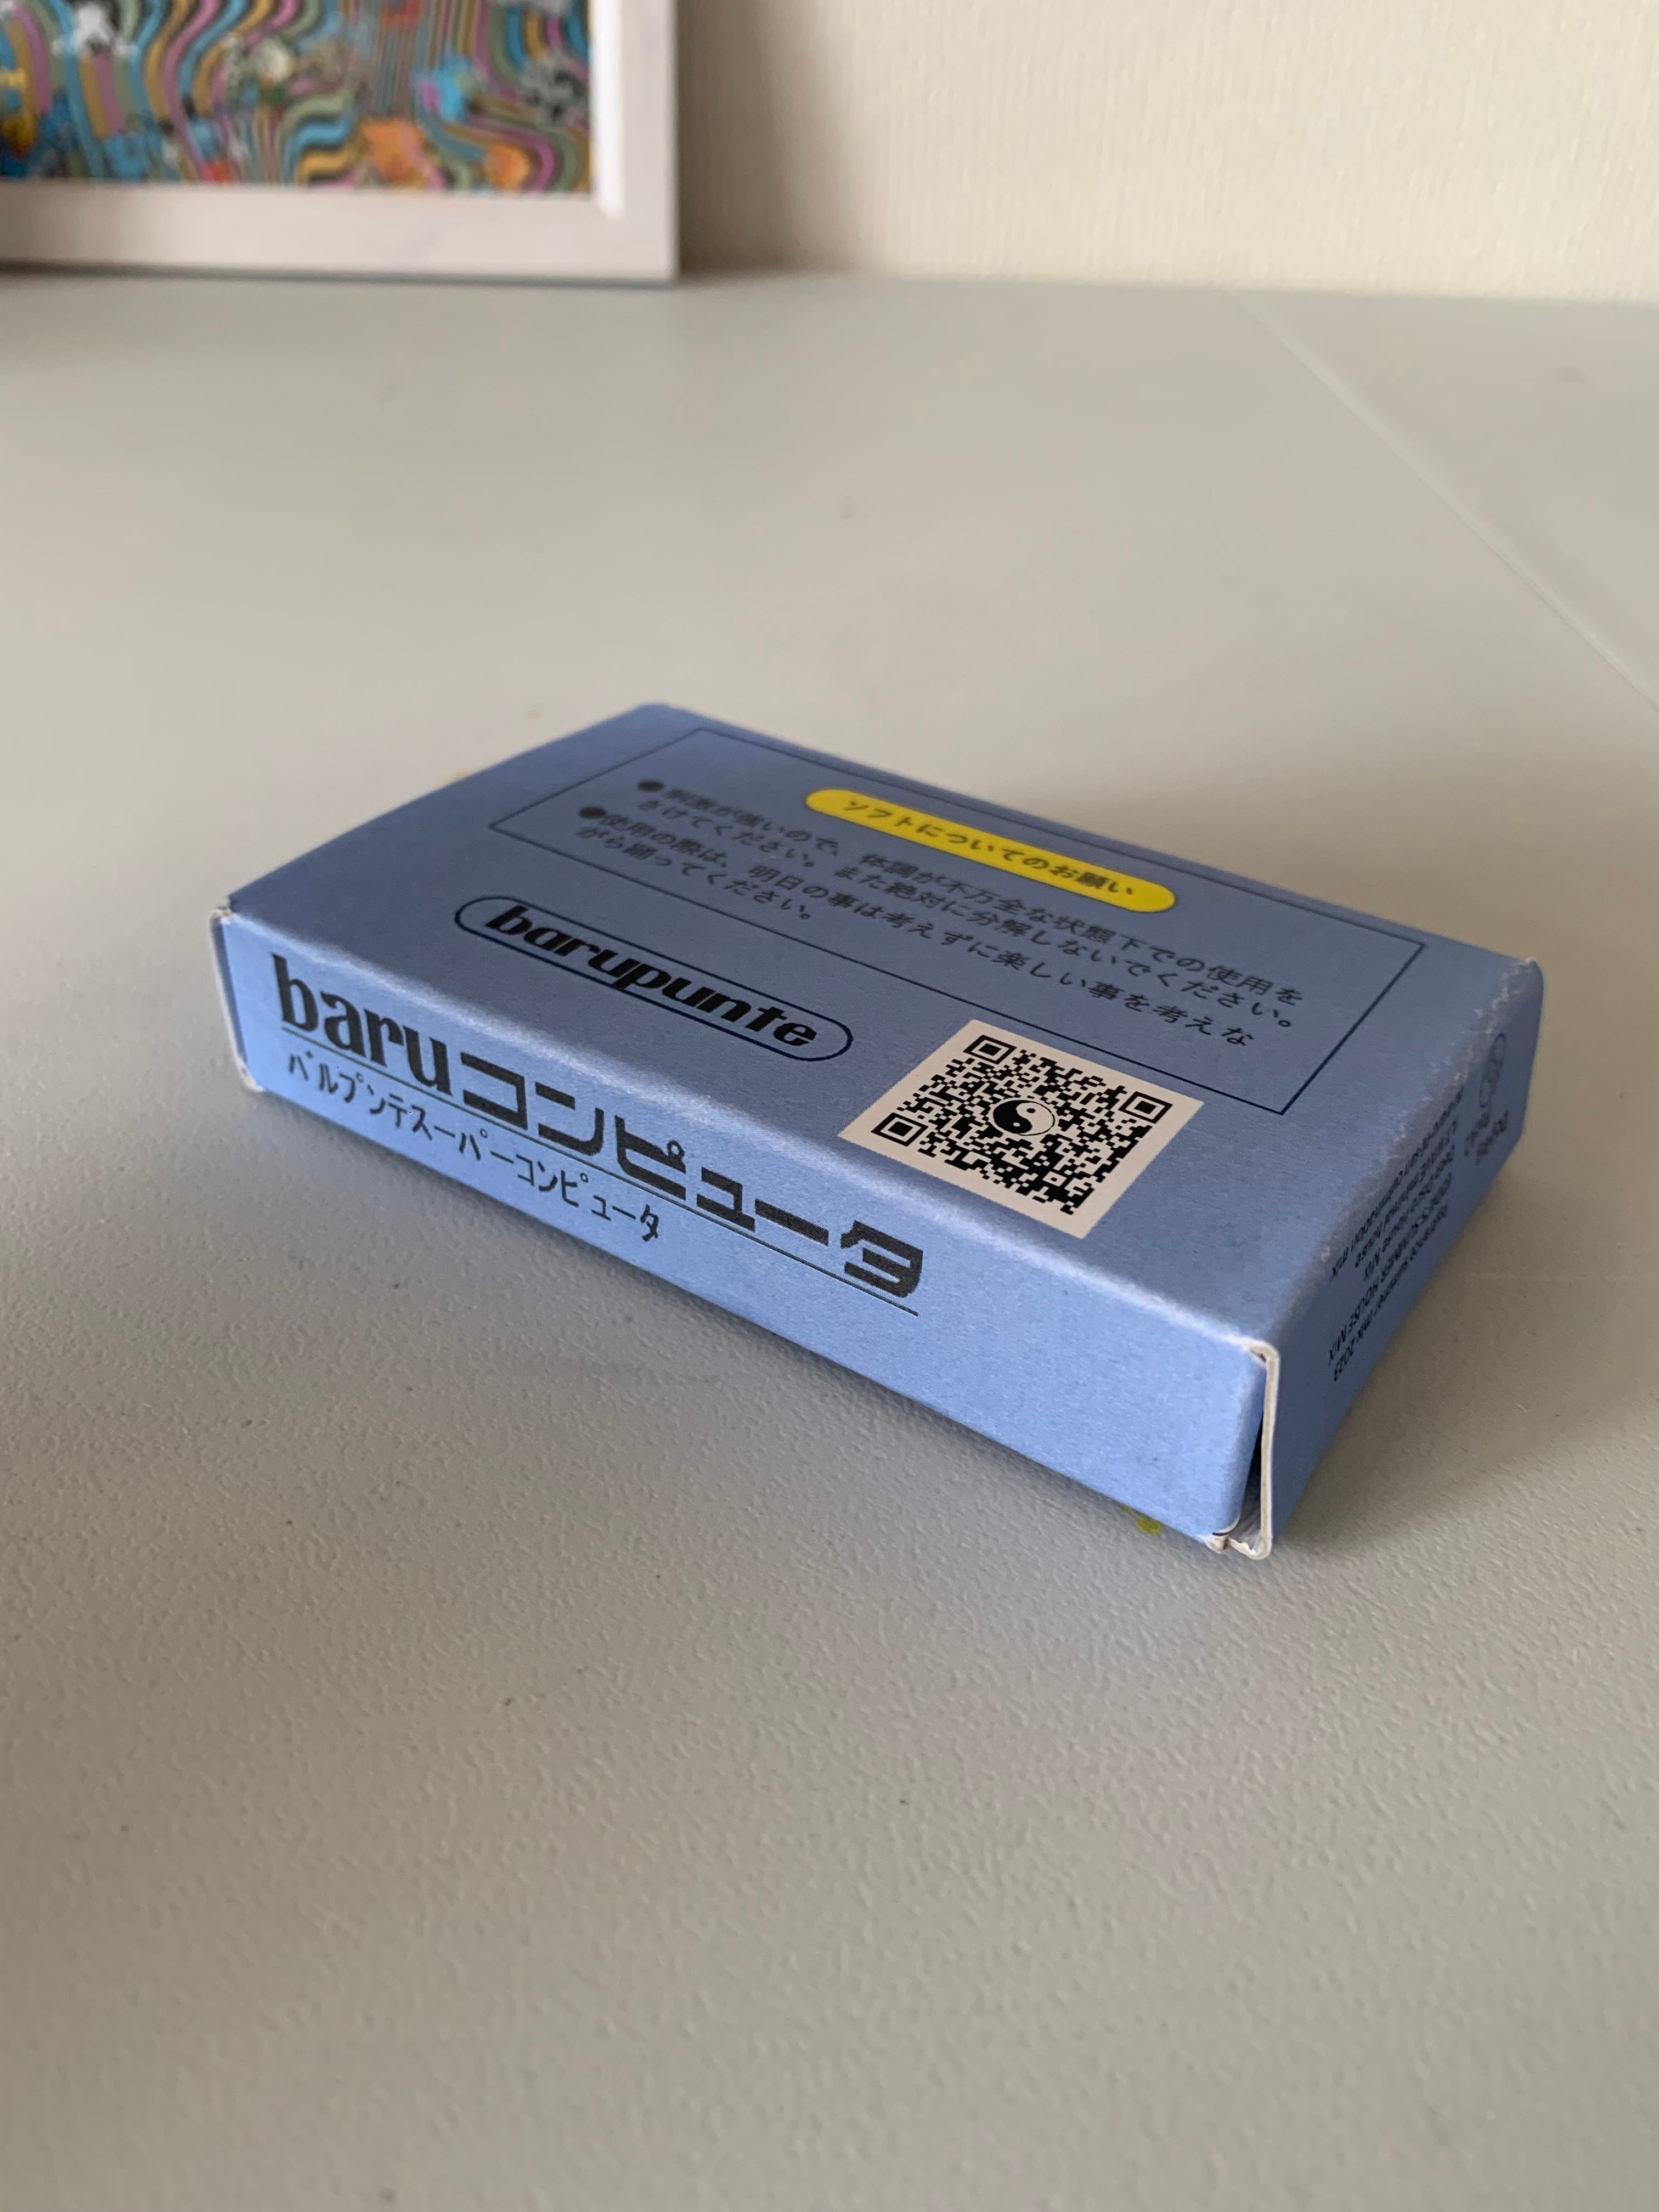 ソフトについてのお願い
●刺激が強いので、体調が不万全な状態下での使用を
さけてください。また絶対に分解しないでください。
●使用の際は、明日の事は考えずに楽しい事を考えな
がら踊ってください。
barupunte
baruコンピュータ
バルプンテスーパーコンピュータ